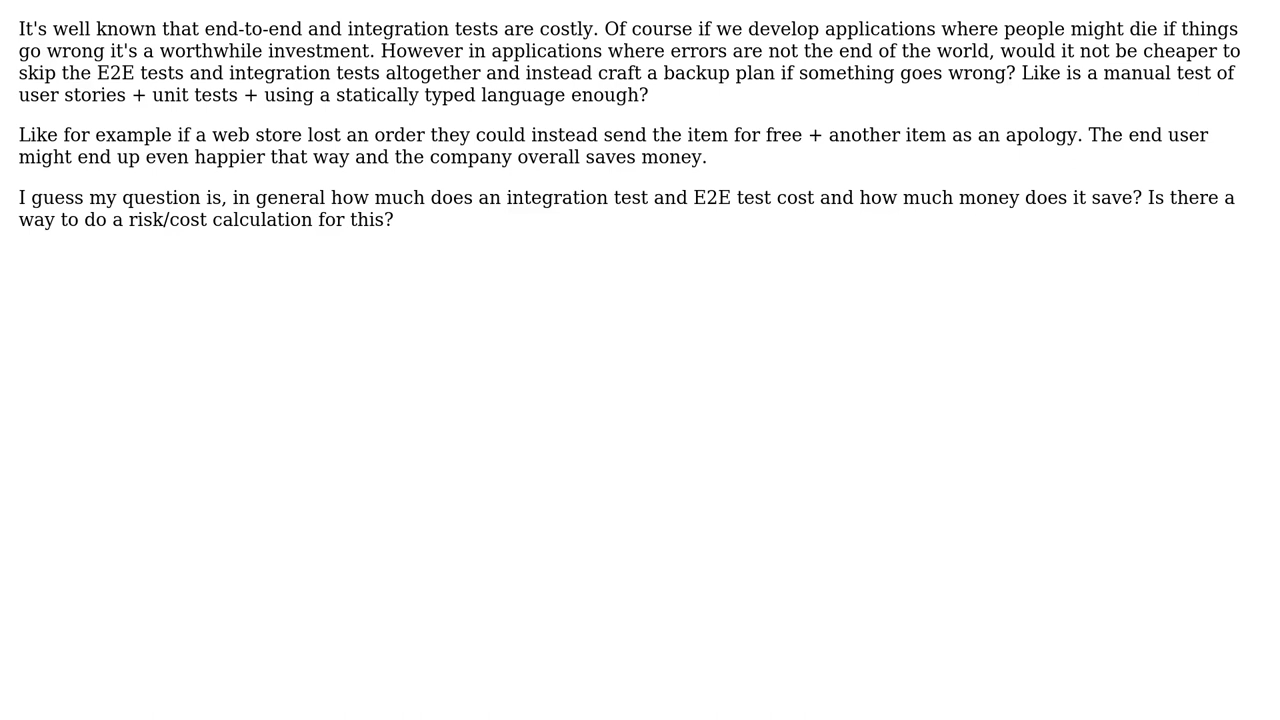 It's well known that end-to-end and integration tests are costly. Of course if we develop applications where people might die if things
go wrong it's a worthwhile investment. However in applications where errors are not the end of the world, would it not be cheaper to
skip the E2E tests and integration tests altogether and instead craft a backup plan if something goes wrong? Like is a manual test of
user stories + unit tests + using a statically typed language enough?
Like for example if a web store lost an order they could instead send the item for free + another item as an apology. The end user
might end up even happier that way and the company overall saves money.
I guess my question is, in general how much does an integration test and E2E test cost and how much money does it save? Is there a
way to do a risk/cost calculation for this?